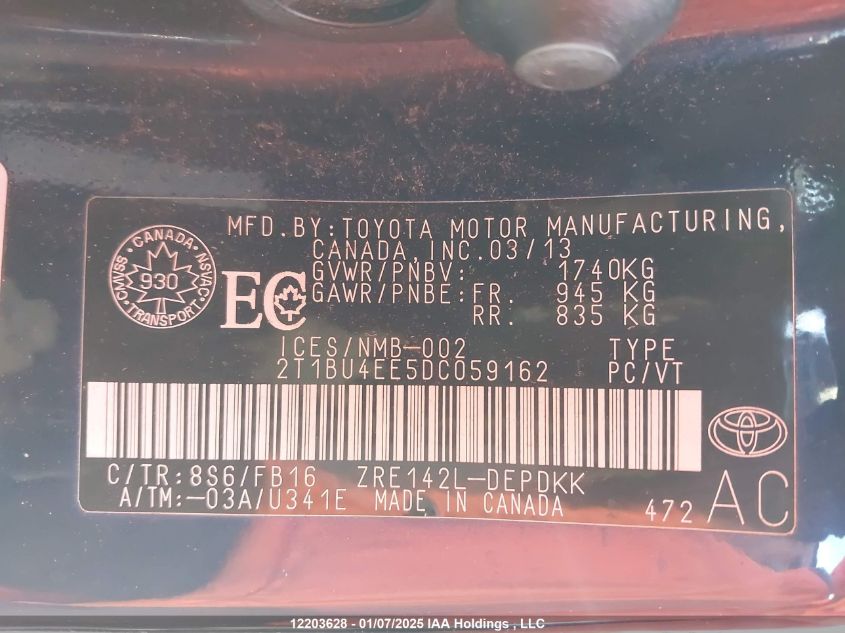 MFD.BY:TOYOTA MOTOR MANUFACTURING,
CANADA,INC.03/13
GVWR/PNBV: 1740KG
GAWR/PNBE:FR. 945 KG
RR. 835 KG
CMVSS · CANADA · NSVAC
930
TRANSPORT
EC
ICES/NMB-002 TYPE
2T1BU4EE5DC059162 PC/VT
C/TR:8S6/FB16 ZRE142L-DEPDKK
A/TM:-03A/U341E MADE IN CANADA 472 AC
12203628 - 01/07/2025 IAA Holdings , LLC